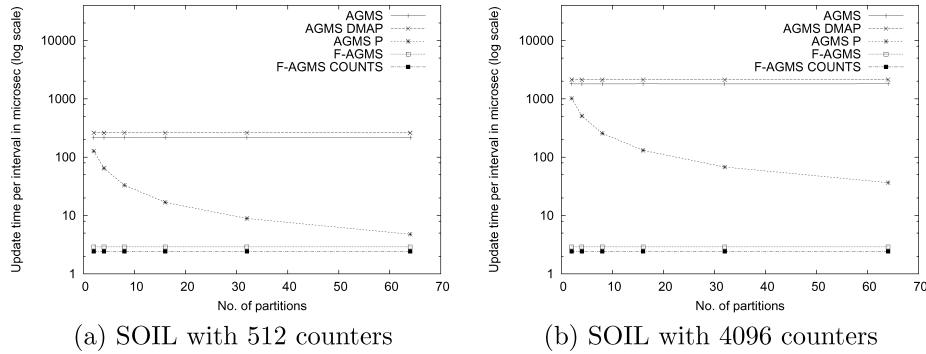 Update time per interval in microsec (log scale)
10000
1000
100
10
1
AGMS
AGMS DMAP
AGMS P
F-AGMS
F-AGMS COUNTS
0 10 20 30 40 50 60 70
No. of partitions
(a) SOIL with 512 counters
Update time per interval in microsec (log scale)
10000
1000
100
10
1
AGMS
AGMS DMAP
AGMS P
F-AGMS
F-AGMS COUNTS
0 10 20 30 40 50 60 70
No. of partitions
(b) SOIL with 4096 counters